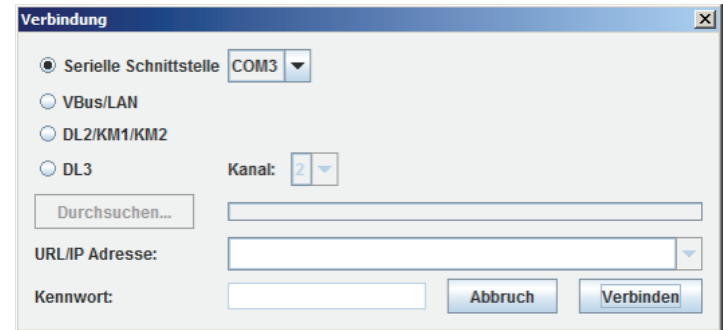 Verbindung
Serielle Schnittstelle COM3
VBus/LAN
DL2/KM1/KM2
DL3 Kanal: 2
Durchsuchen...
URL/IP Adresse:
Kennwort: Abbruch Verbinden